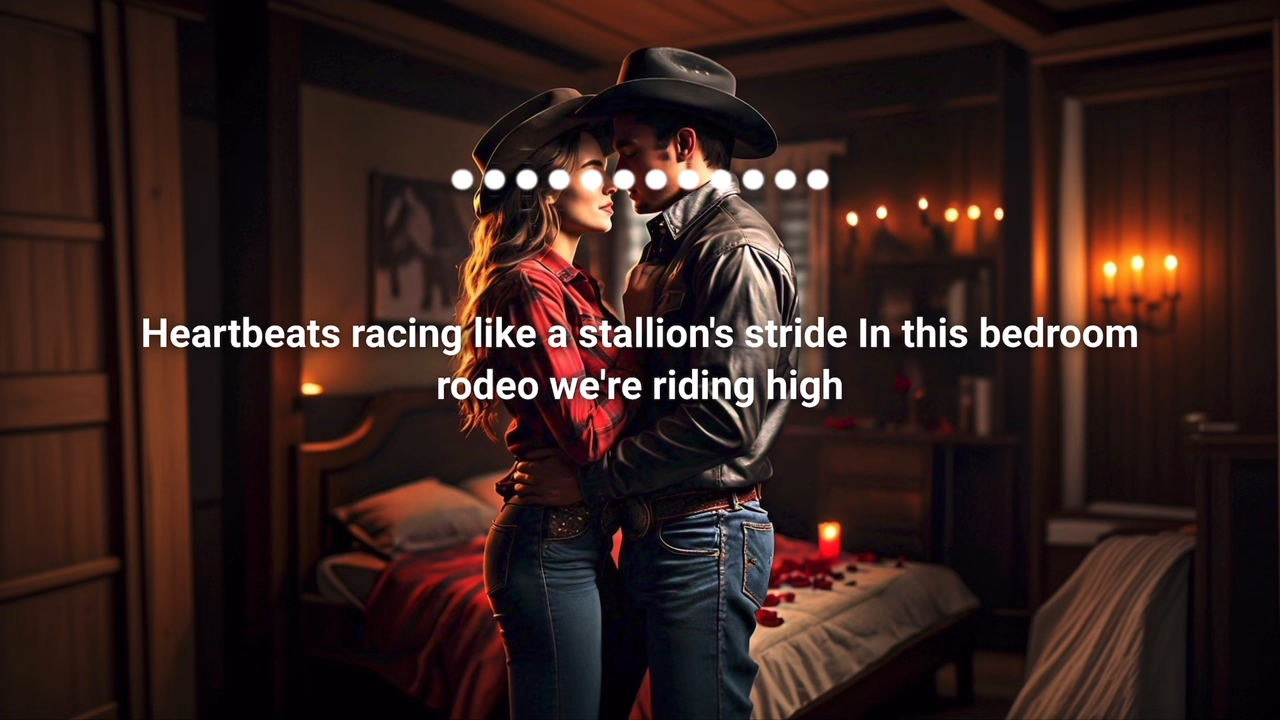 Heartbeats racing like a stallion's stride In this bedroom
rodeo we're riding high